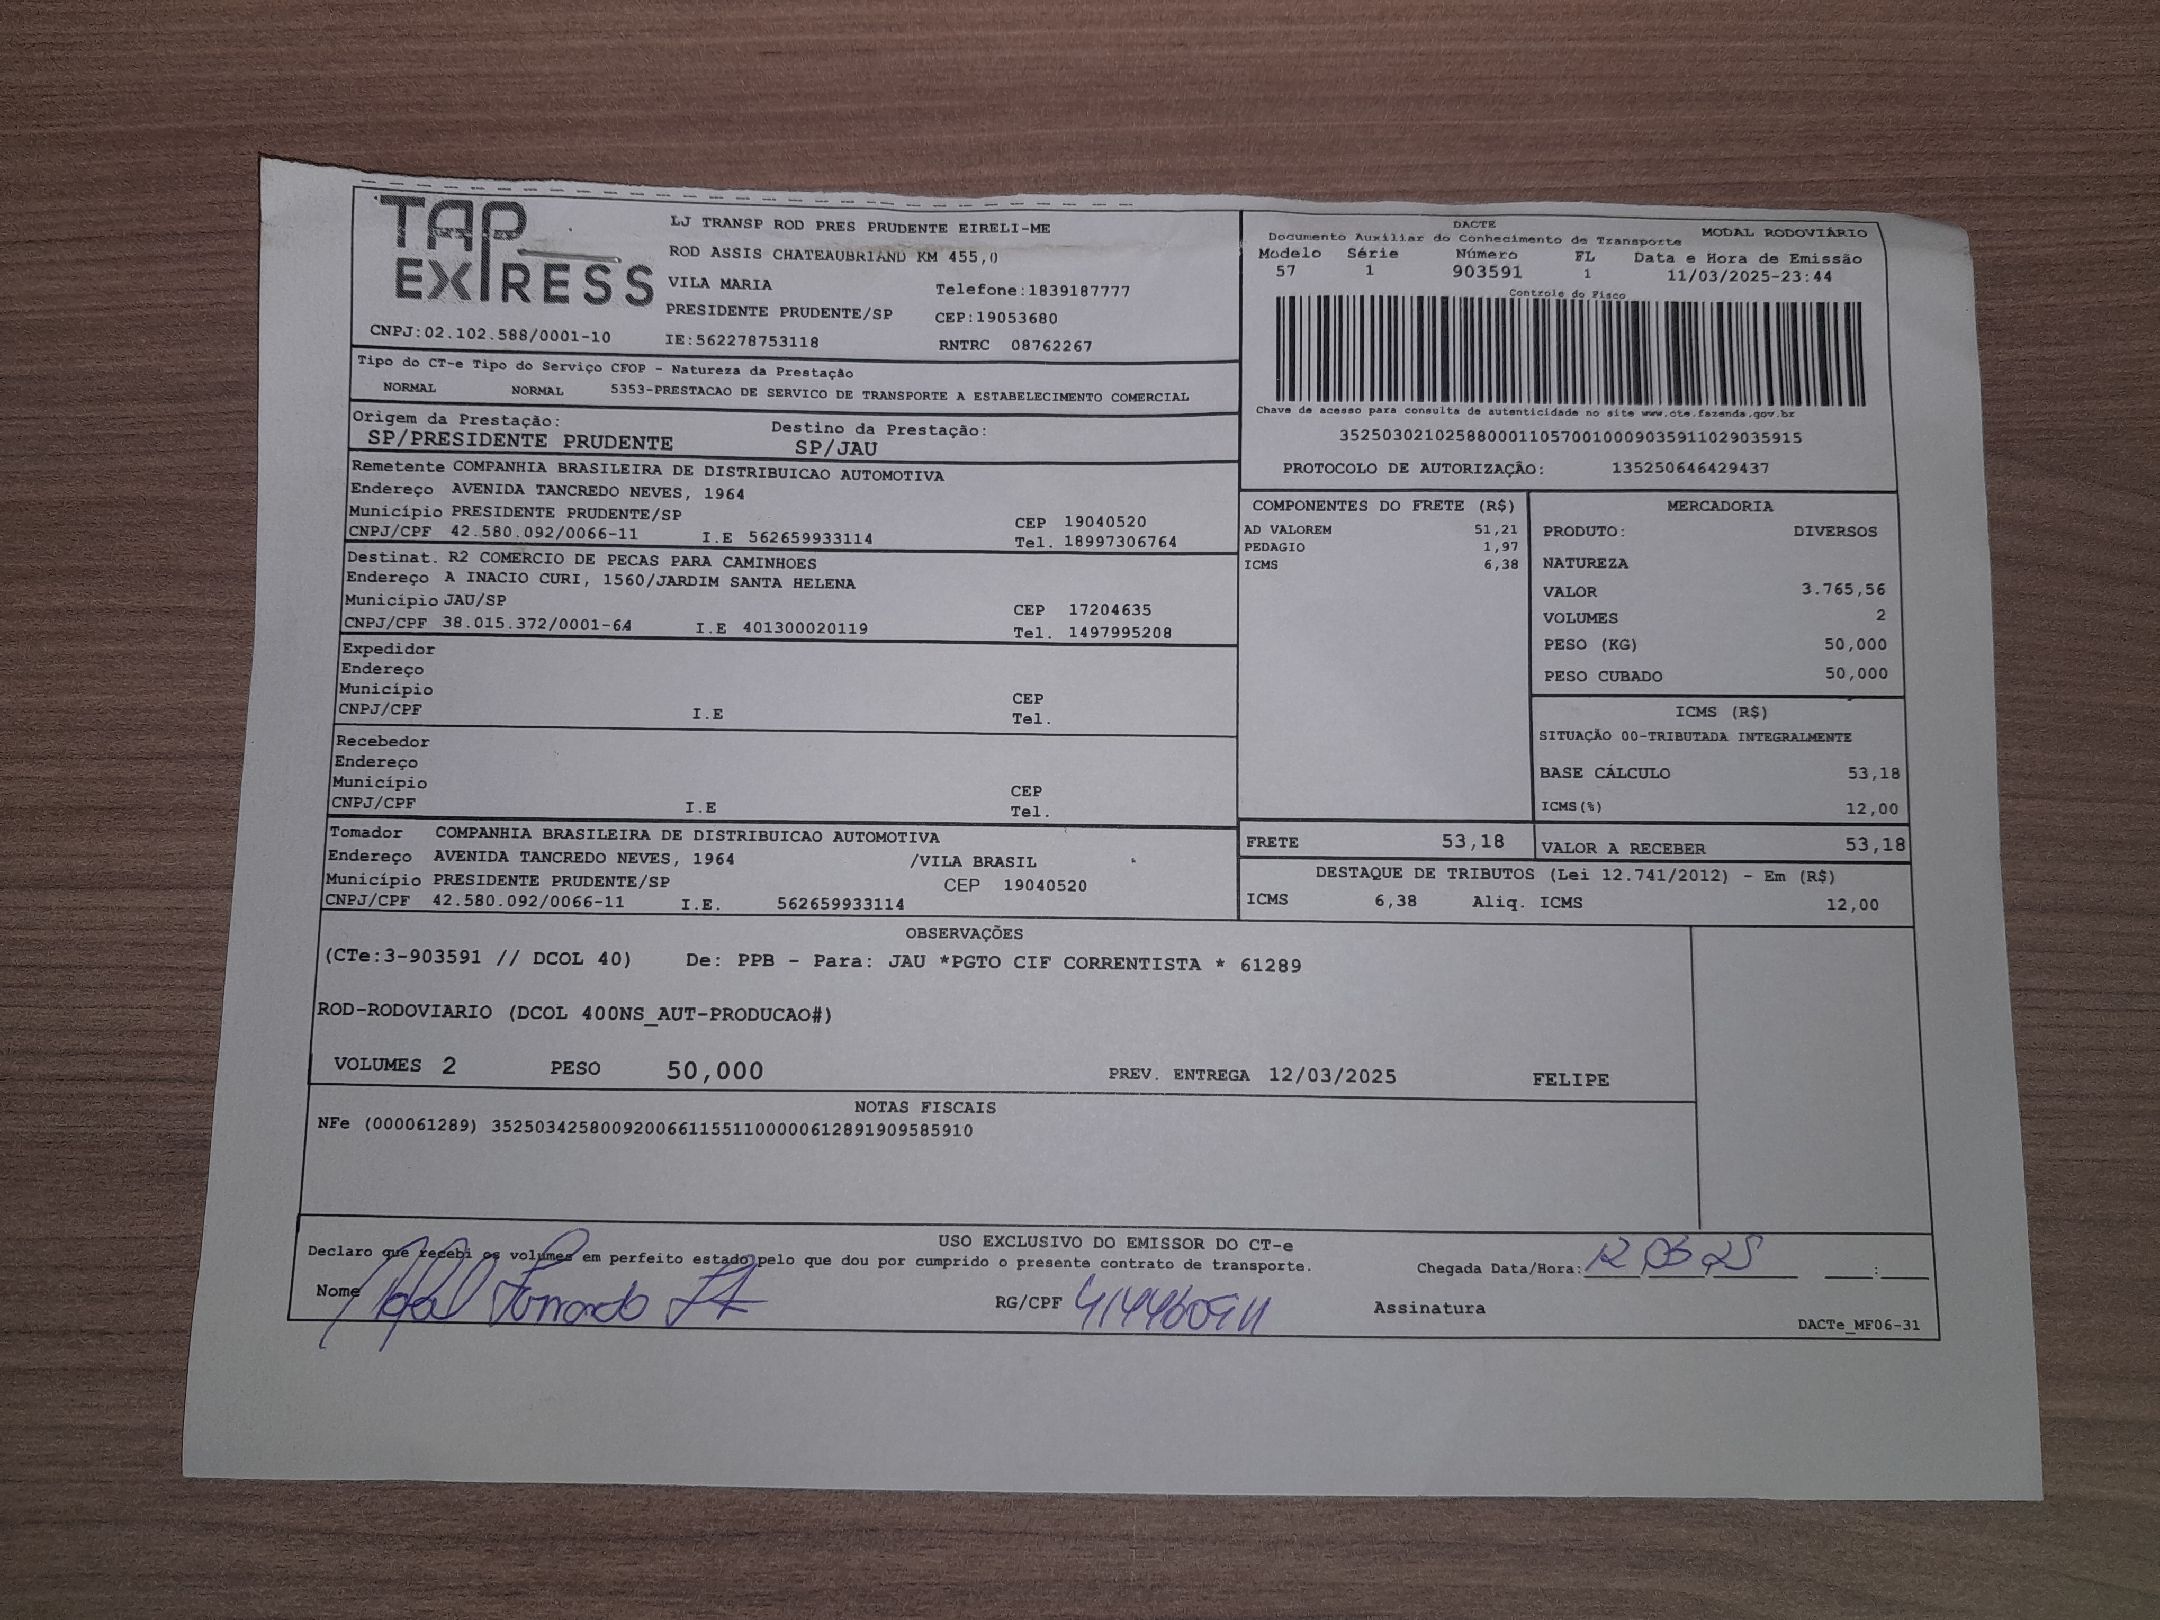 TAP EXPRESS
LJ TRANSP ROD PRES PRUDENTE EIRELI-ME
ROD ASSIS CHATEAUBRIAND KM 455,0
VILA MARIA Telefone:1839187777
PRESIDENTE PRUDENTE/SP CEP:19053680
CNPJ:02.102.588/0001-10 IE:562278753118 RNTRC 08762267
DACTE MODAL RODOVIÁRIO
Documento Auxiliar do Conhecimento de Transporte
Modelo Série Número FL Data e Hora de Emissão
57 1 903591 1 11/03/2025-23:44
Controle do Fisco
Chave de acesso para consulta de autenticidade no site www.cte.fazenda.gov.br
35250302102588000110570010009035911029035915
PROTOCOLO DE AUTORIZAÇÃO: 135250646429437
Tipo do CT-e Tipo do Serviço CFOP - Natureza da Prestação
NORMAL NORMAL 5353-PRESTACAO DE SERVICO DE TRANSPORTE A ESTABELECIMENTO COMERCIAL
Origem da Prestação: Destino da Prestação:
SP/PRESIDENTE PRUDENTE SP/JAU
Remetente COMPANHIA BRASILEIRA DE DISTRIBUICAO AUTOMOTIVA
Endereço AVENIDA TANCREDO NEVES, 1964
Município PRESIDENTE PRUDENTE/SP CEP 19040520
CNPJ/CPF 42.580.092/0066-11 I.E 562659933114 Tel. 18997306764
Destinat. R2 COMERCIO DE PECAS PARA CAMINHOES
Endereço A INACIO CURI, 1560/JARDIM SANTA HELENA
Município JAU/SP CEP 17204635
CNPJ/CPF 38.015.372/0001-64 I.E 401300020119 Tel. 1497995208
Expedidor
Endereço
Município CEP
CNPJ/CPF I.E Tel.
Recebedor
Endereço
Município CEP
CNPJ/CPF I.E Tel.
Tomador COMPANHIA BRASILEIRA DE DISTRIBUICAO AUTOMOTIVA
Endereço AVENIDA TANCREDO NEVES, 1964 /VILA BRASIL
Município PRESIDENTE PRUDENTE/SP CEP 19040520
CNPJ/CPF 42.580.092/0066-11 I.E. 562659933114
COMPONENTES DO FRETE (R$)
AD VALOREM 51,21
PEDAGIO 1,97
ICMS 6,38
FRETE 53,18
MERCADORIA
PRODUTO: DIVERSOS
NATUREZA
VALOR 3.765,56
VOLUMES 2
PESO (KG) 50,000
PESO CUBADO 50,000
ICMS (R$)
SITUAÇÃO 00-TRIBUTADA INTEGRALMENTE
BASE CÁLCULO 53,18
ICMS(%) 12,00
VALOR A RECEBER 53,18
DESTAQUE DE TRIBUTOS (Lei 12.741/2012) - Em (R$)
ICMS 6,38 Aliq. ICMS 12,00
OBSERVAÇÕES
(CTe:3-903591 // DCOL 40) De: PPB - Para: JAU *PGTO CIF CORRENTISTA * 61289
ROD-RODOVIARIO (DCOL 400NS_AUT-PRODUCAO#)
VOLUMES 2 PESO 50,000 PREV. ENTREGA 12/03/2025 FELIPE
NOTAS FISCAIS
NFe (000061289) 35250342580092006611551100000612891909585910
USO EXCLUSIVO DO EMISSOR DO CT-e
Declaro que recebi os volumes em perfeito estado pelo que dou por cumprido o presente contrato de transporte.
Chegada Data/Hora: 12 03 25 :
Nome Fernando RG/CPF Assinatura
DACTe_MF06-31